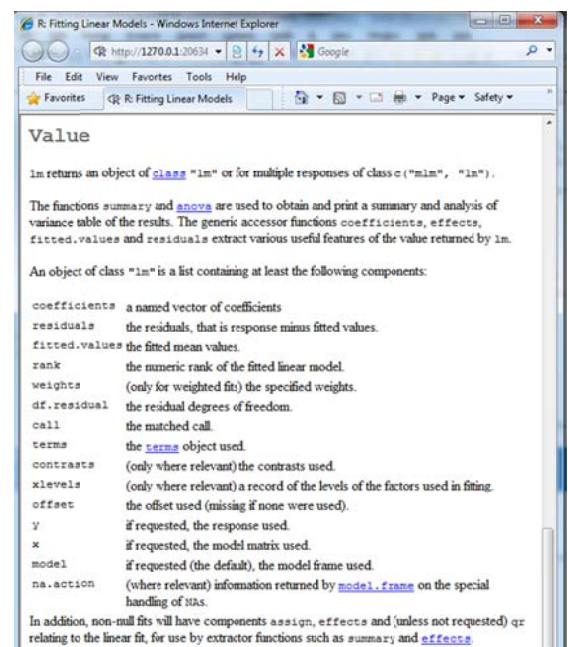 R: Fitting Linear Models - Windows Internet Explorer
http://1270.0.1:20634
Google
File Edit View Favortes Tools Help
Favorites R: Fitting Linear Models Page Safety
Value
lm returns an object of class "lm" or for multiple responses of class c("mlm", "lm").
The functions summary and anova are used to obtain and print a summary and analysis of
variance table of the results. The generic accessor functions coefficients, effects,
fitted.values and residuals extract various useful features of the value returned by lm.
An object of class "lm" is a list containing at least the following components:
coefficients a named vector of coefficients
residuals the residuals, that is response minus fitted values.
fitted.values the fitted mean values.
rank the numeric rank of the fitted linear model.
weights (only for weighted fits) the specified weights.
df.residual the residual degrees of freedom.
call the matched call.
terms the terms object used.
contrasts (only where relevant) the contrasts used.
xlevels (only where relevant) a record of the levels of the factors used in fitting.
offset the offset used (missing if none were used).
y if requested, the response used.
x if requested, the model matrix used.
model if requested (the default), the model frame used.
na.action (where relevant) information returned by model.frame on the special
handling of NAs.
In addition, non-null fits will have components assign, effects and (unless not requested) qr
relating to the linear fit, for use by extractor functions such as summary and effects.